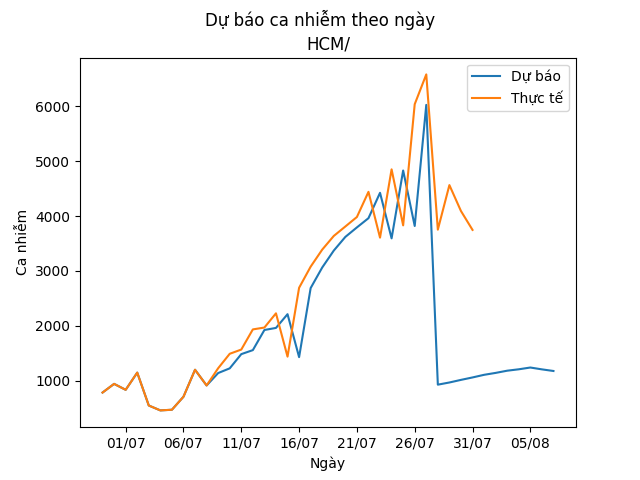 Dự báo ca nhiễm theo ngày
HCM/
Dự báo
Thực tế
6000
5000
4000
3000
2000
1000
Ca nhiễm
01/07 06/07 11/07 16/07 21/07 26/07 31/07 05/08
Ngày